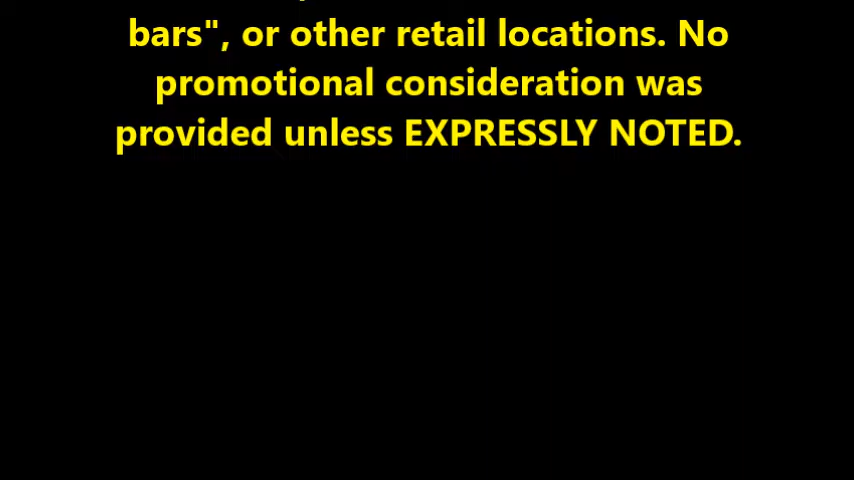 bars", or other retail locations. No
promotional consideration was
provided unless EXPRESSLY NOTED.